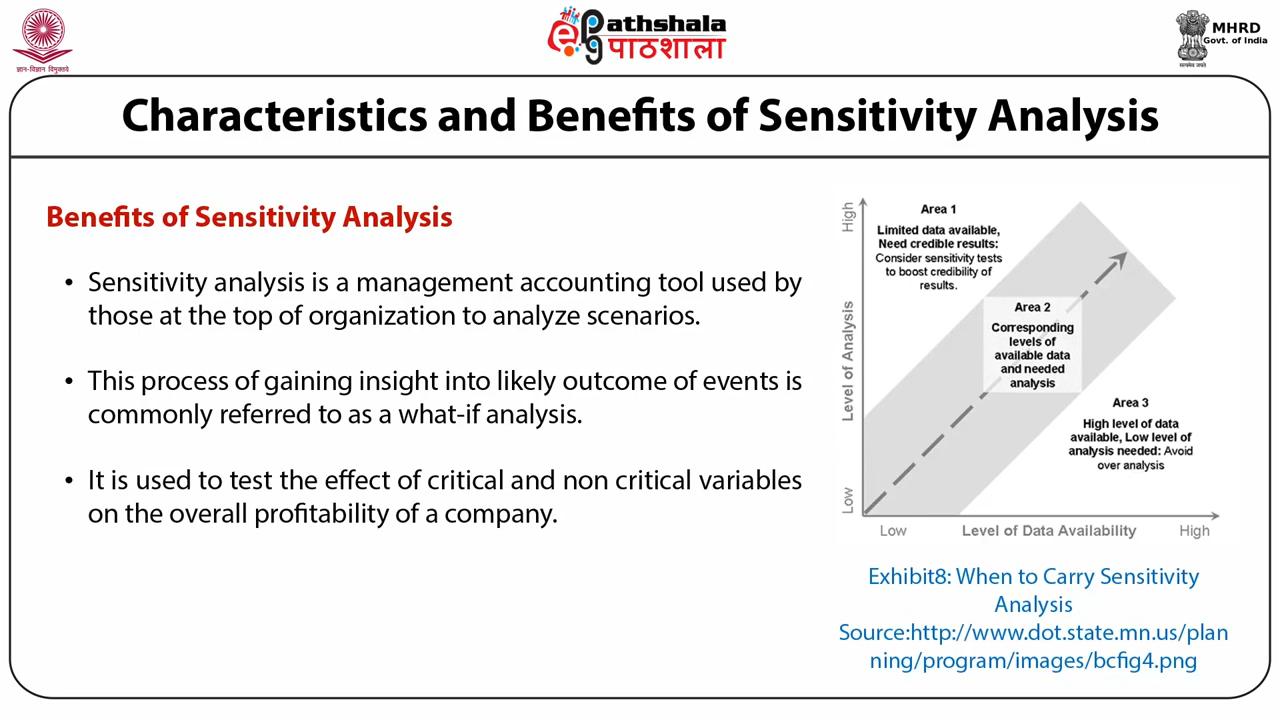 ज्ञान-विज्ञान विमुक्तये
ePathshala
पाठशाला
सत्यमेव जयते
MHRD
Govt. of India
Characteristics and Benefits of Sensitivity Analysis
Benefits of Sensitivity Analysis
• Sensitivity analysis is a management accounting tool used by
those at the top of organization to analyze scenarios.
• This process of gaining insight into likely outcome of events is
commonly referred to as a what-if analysis.
• It is used to test the effect of critical and non critical variables
on the overall profitability of a company.
High
Level of Analysis
Low
Area 1
Limited data available,
Need credible results:
Consider sensitivity tests
to boost credibility of
results.
Area 2
Corresponding
levels of
available data
and needed
analysis
Area 3
High level of data
available, Low level of
analysis needed: Avoid
over analysis
Low
Level of Data Availability
High
Exhibit8: When to Carry Sensitivity
Analysis
Source:http://www.dot.state.mn.us/plan
ning/program/images/bcfig4.png